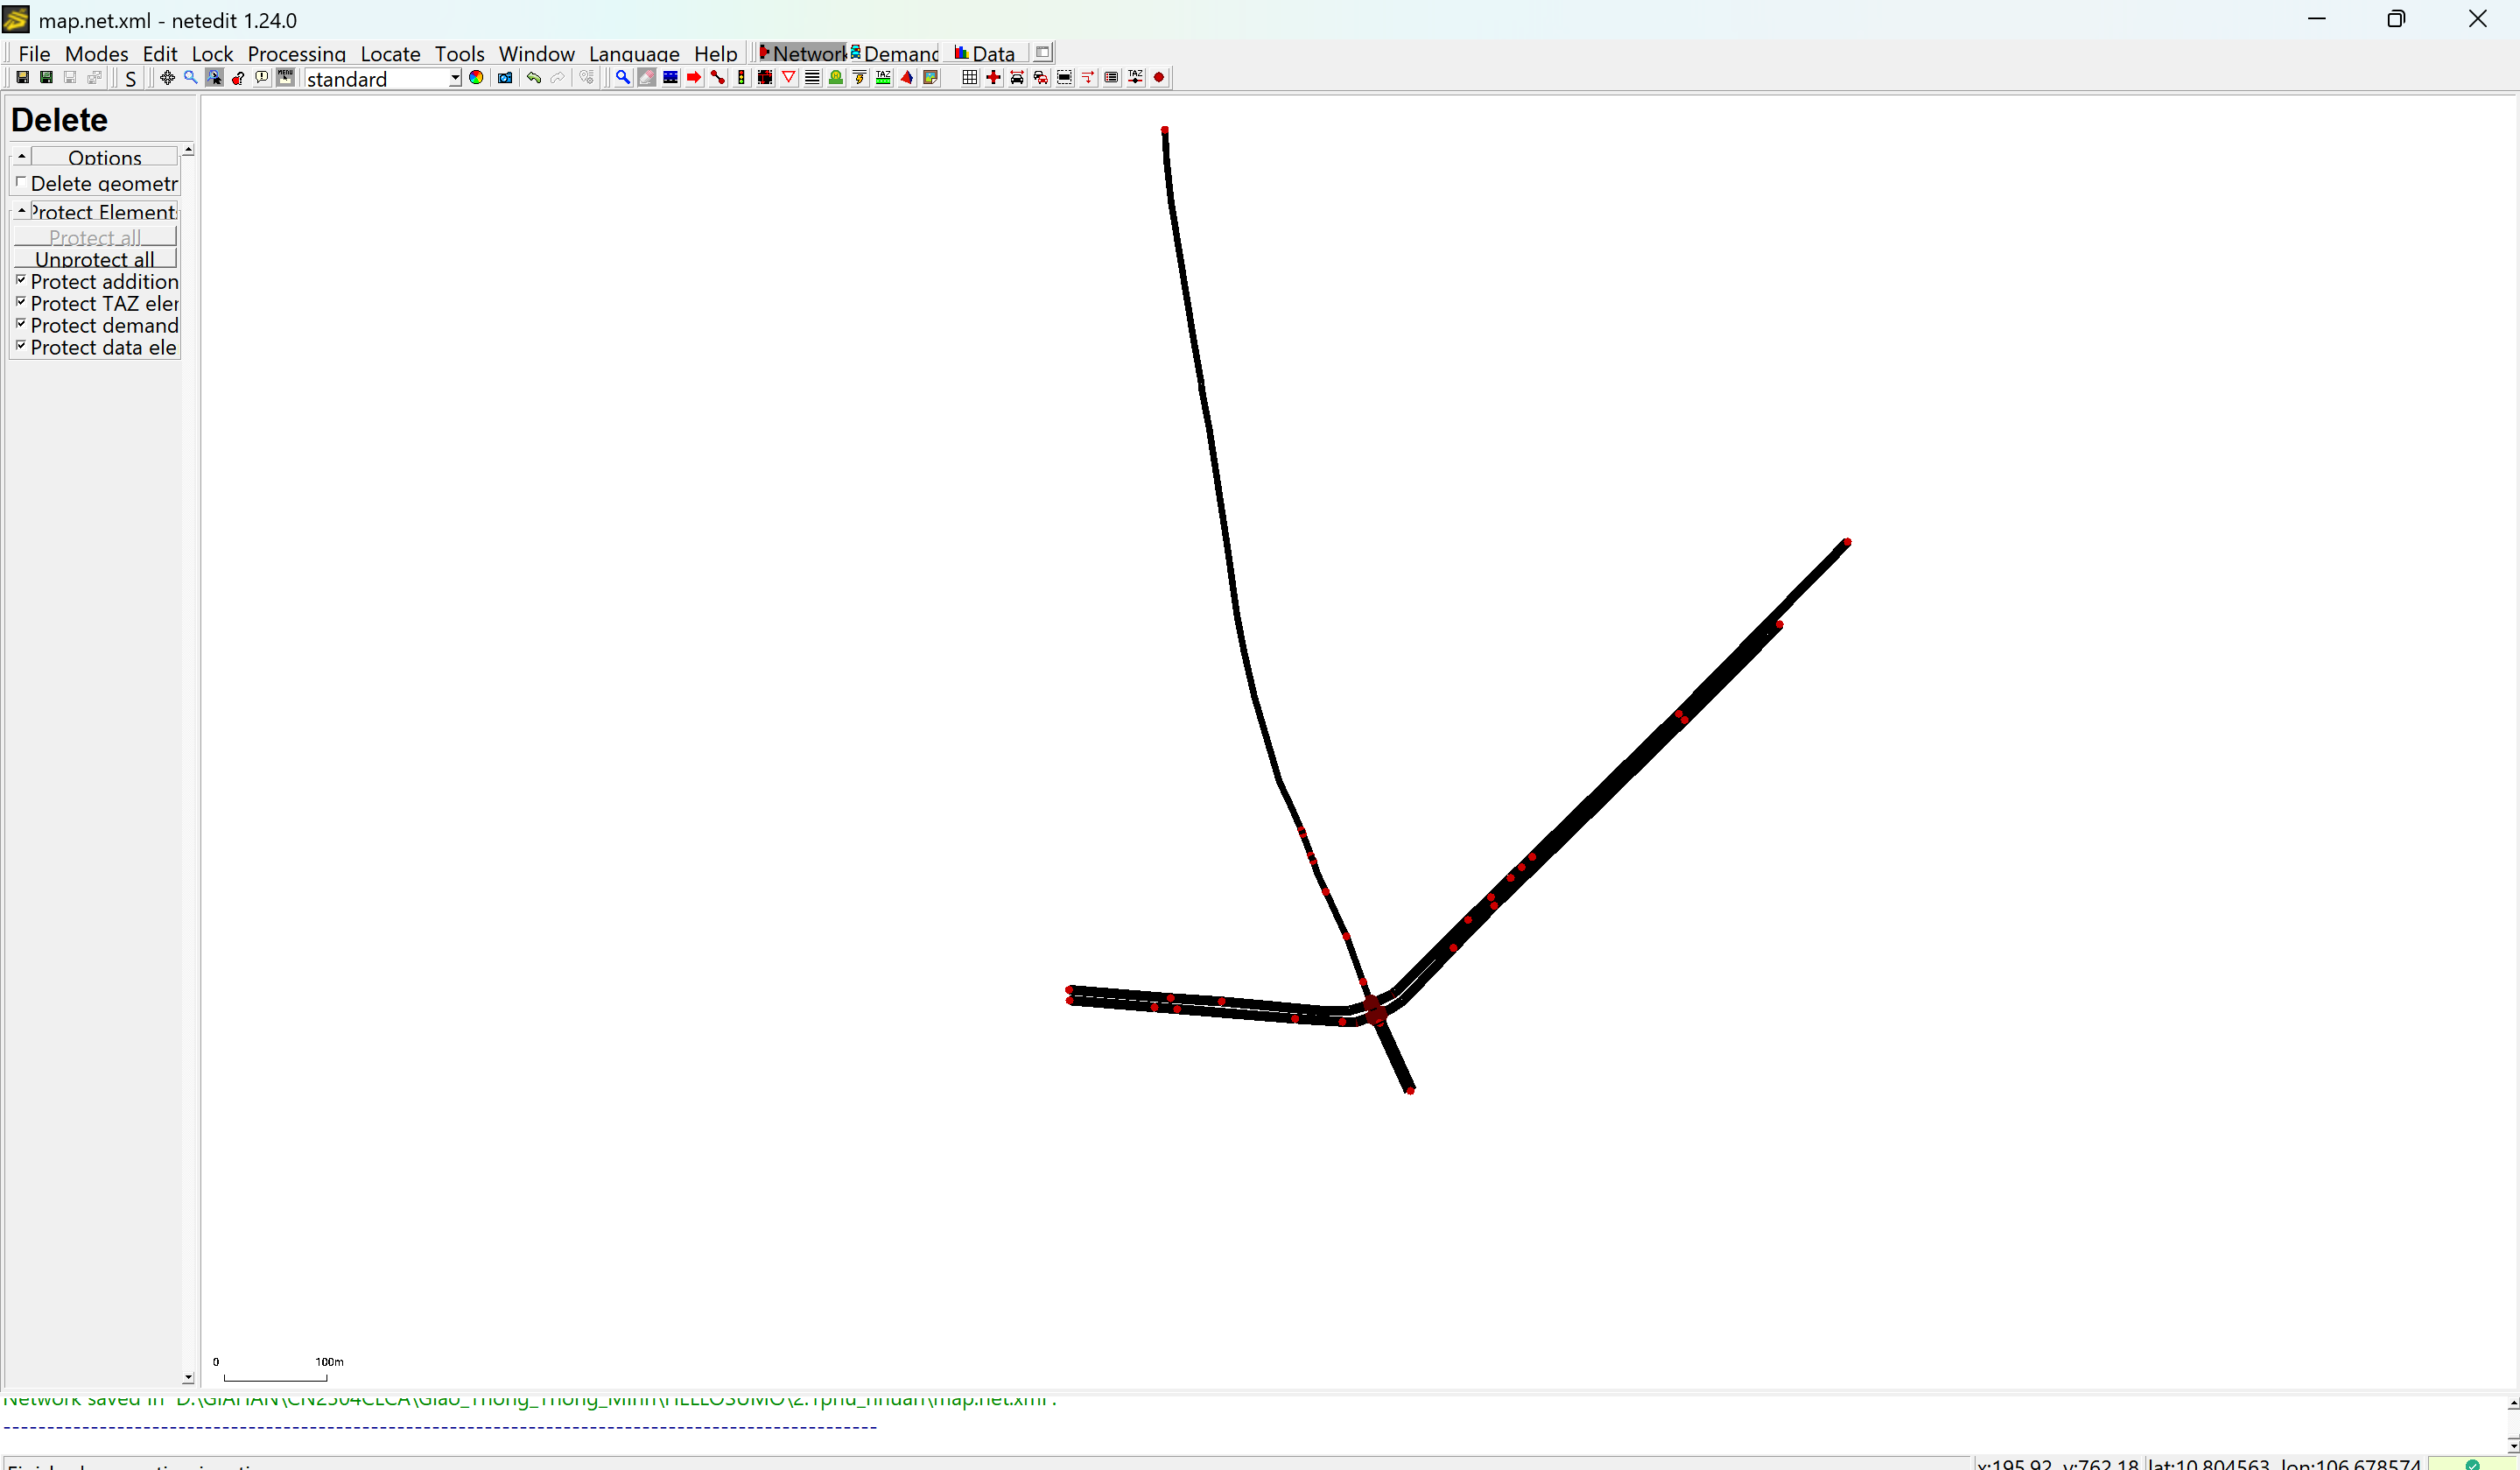 map.net.xml - netedit 1.24.0
File Modes Edit Lock Processing Locate Tools Window Language Help Network Demand Data
S standard TAZ TAZ
Delete
Options
Delete geometr
Protect Element
Protect all
Unprotect all
Protect addition
Protect TAZ eler
Protect demand
Protect data ele
0 100m
Network saved in 'D:\GIAHAN\CN2304CLCA\Giao_Thong_Thong_Minh\HELLOSUMO\2.1phu_nhuan\map.net.xml'.
x:195.92, y:762.18 lat:10.804563, lon:106.678574